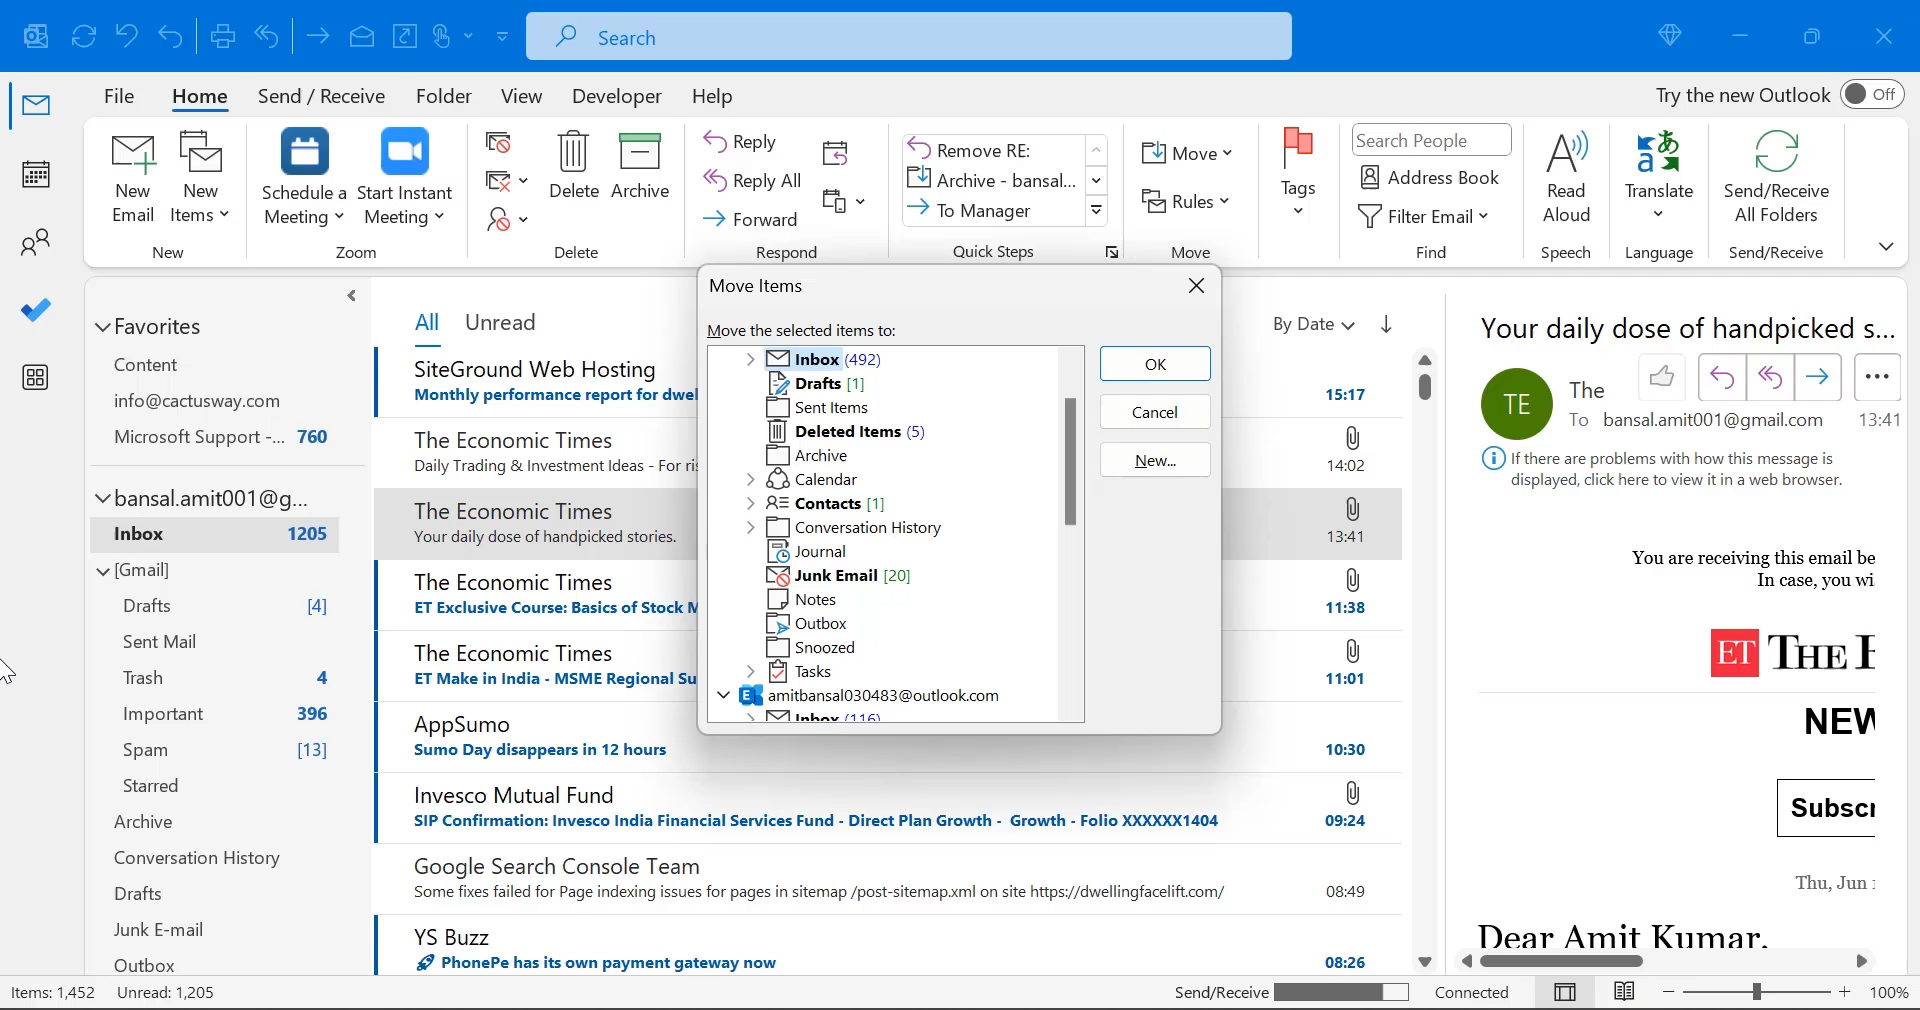 Search
File Home Send / Receive Folder View Developer Help
Try the new Outlook Off
New Email
New Items
New
Schedule a Meeting
Start Instant Meeting
Zoom
Delete
Archive
Delete
Reply
Reply All
Forward
Respond
Remove RE:
Archive - bansal...
To Manager
Quick Steps
Move
Rules
Move
Tags
Search People
Address Book
Filter Email
Find
Read Aloud
Speech
Translate
Language
Send/Receive All Folders
Send/Receive
Favorites
Content
info@cactusway.com
Microsoft Support -... 760
bansal.amit001@g...
Inbox 1205
[Gmail]
Drafts [4]
Sent Mail
Trash 4
Important 396
Spam [13]
Starred
Archive
Conversation History
Drafts
Junk E-mail
Outbox
All Unread
By Date
SiteGround Web Hosting
Monthly performance report for dwel 15:17
The Economic Times
Daily Trading & Investment Ideas - For ris 14:02
The Economic Times
Your daily dose of handpicked stories. 13:41
The Economic Times
ET Exclusive Course: Basics of Stock M 11:38
The Economic Times
ET Make in India - MSME Regional Su 11:01
AppSumo
Sumo Day disappears in 12 hours 10:30
Invesco Mutual Fund
SIP Confirmation: Invesco India Financial Services Fund - Direct Plan Growth - Growth - Folio XXXXXX1404 09:24
Google Search Console Team
Some fixes failed for Page indexing issues for pages in sitemap /post-sitemap.xml on site https://dwellingfacelift.com/ 08:49
YS Buzz
🚀 PhonePe has its own payment gateway now 08:26
Move Items
Move the selected items to:
Inbox (492)
Drafts [1]
Sent Items
Deleted Items (5)
Archive
Calendar
Contacts [1]
Conversation History
Journal
Junk Email [20]
Notes
Outbox
Snoozed
Tasks
E amitbansal030483@outlook.com
Inbox (116)
OK
Cancel
New...
Your daily dose of handpicked s...
TE
The
To bansal.amit001@gmail.com 13:41
If there are problems with how this message is
displayed, click here to view it in a web browser.
You are receiving this email be
In case, you wi
ET THE E
NEW
Subscr
Thu, Jun
Dear Amit Kumar,
Items: 1,452 Unread: 1,205
Send/Receive Connected 100%